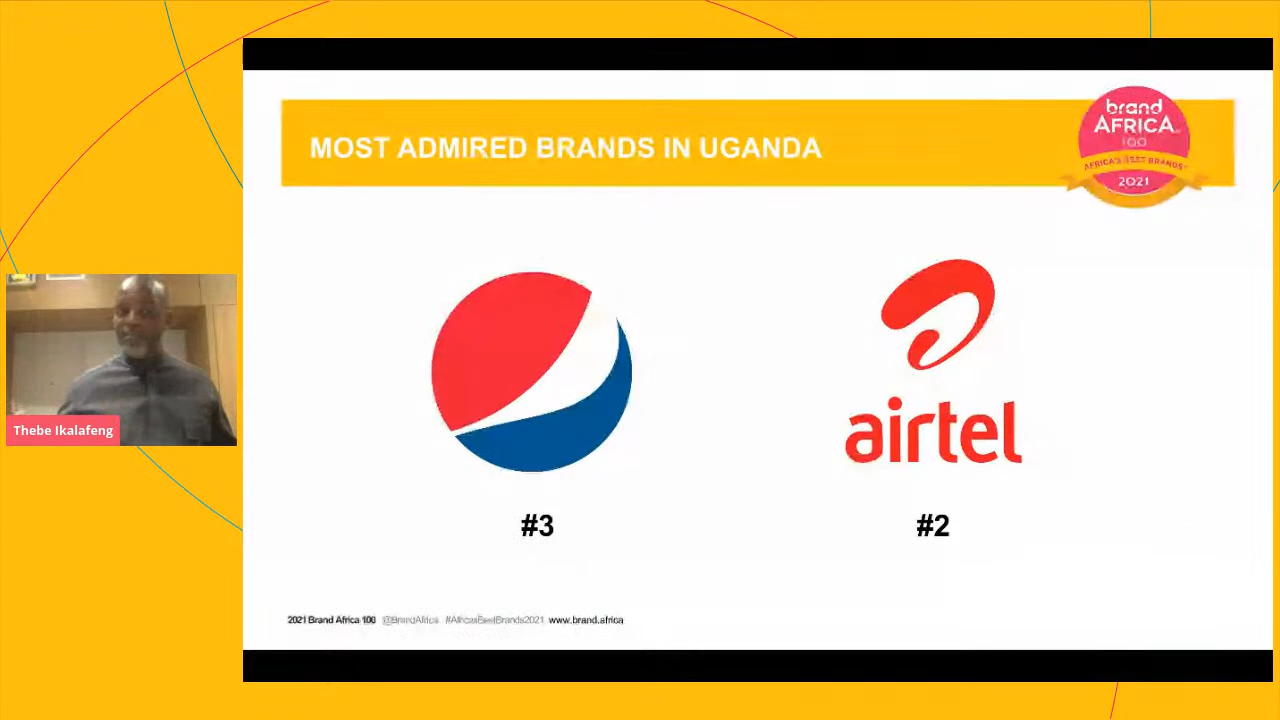 MOST ADMIRED BRANDS IN UGANDA
brand
AFRICA
100
AFRICA'S BEST BRANDS
2021
airtel
#3
#2
Thebe Ikalafeng
2021 Brand Africa 100 @BrandAfrica #AfricasBestBrands2021 www.brand.africa